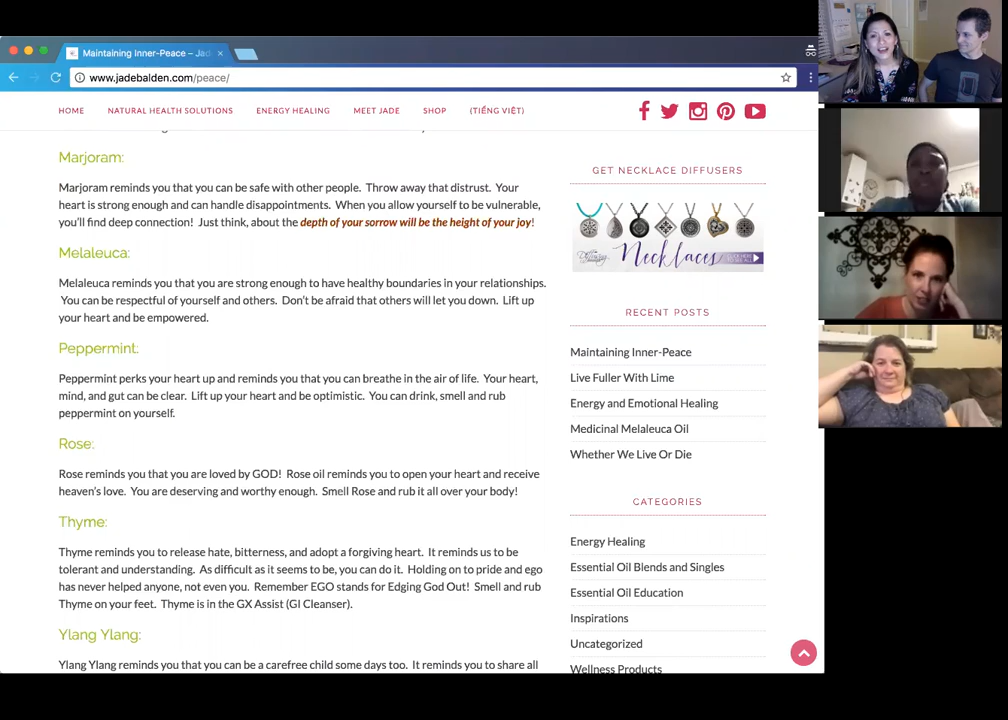 Maintaining Inner-Peace – Jad
www.jadebalden.com/peace/
HOME NATURAL HEALTH SOLUTIONS ENERGY HEALING MEET JADE SHOP (TIẾNG VIỆT)
Marjoram:
Marjoram reminds you that you can be safe with other people. Throw away that distrust. Your
heart is strong enough and can handle disappointments. When you allow yourself to be vulnerable,
you'll find deep connection! Just think, about the depth of your sorrow will be the height of your joy!
Melaleuca:
Melaleuca reminds you that you are strong enough to have healthy boundaries in your relationships.
You can be respectful of yourself and others. Don't be afraid that others will let you down. Lift up
your heart and be empowered.
Peppermint:
Peppermint perks your heart up and reminds you that you can breathe in the air of life. Your heart,
mind, and gut can be clear. Lift up your heart and be optimistic. You can drink, smell and rub
peppermint on yourself.
Rose:
Rose reminds you that you are loved by GOD! Rose oil reminds you to open your heart and receive
heaven's love. You are deserving and worthy enough. Smell Rose and rub it all over your body!
Thyme:
Thyme reminds you to release hate, bitterness, and adopt a forgiving heart. It reminds us to be
tolerant and understanding. As difficult as it seems to be, you can do it. Holding on to pride and ego
has never helped anyone, not even you. Remember EGO stands for Edging God Out! Smell and rub
Thyme on your feet. Thyme is in the GX Assist (GI Cleanser).
Ylang Ylang:
Ylang Ylang reminds you that you can be a carefree child some days too. It reminds you to share all
GET NECKLACE DIFFUSERS
Necklaces
RECENT POSTS
Maintaining Inner-Peace
Live Fuller With Lime
Energy and Emotional Healing
Medicinal Melaleuca Oil
Whether We Live Or Die
CATEGORIES
Energy Healing
Essential Oil Blends and Singles
Essential Oil Education
Inspirations
Uncategorized
Wellness Products